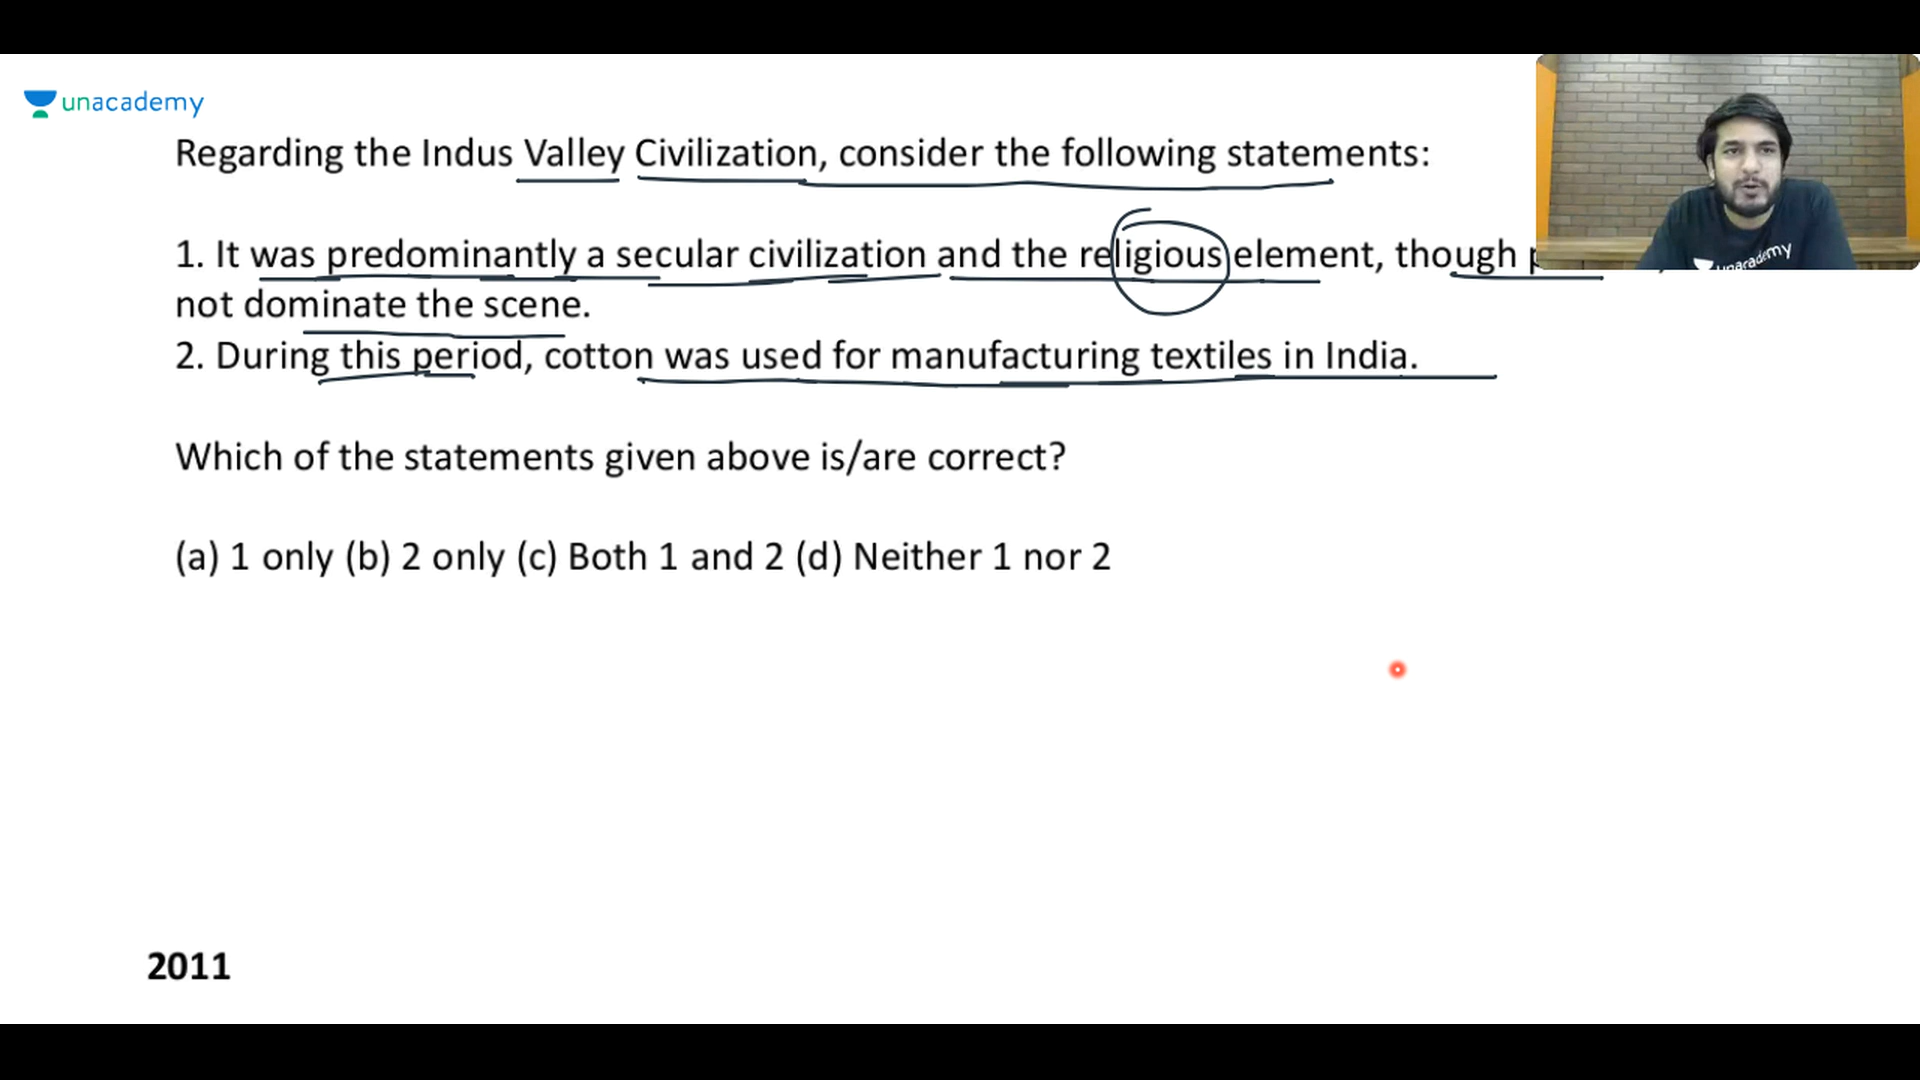 unacademy
Regarding the Indus Valley Civilization, consider the following statements:
1. It was predominantly a secular civilization and the religious element, though
not dominate the scene.
2. During this period, cotton was used for manufacturing textiles in India.
Which of the statements given above is/are correct?
(a) 1 only (b) 2 only (c) Both 1 and 2 (d) Neither 1 nor 2
2011
unacademy